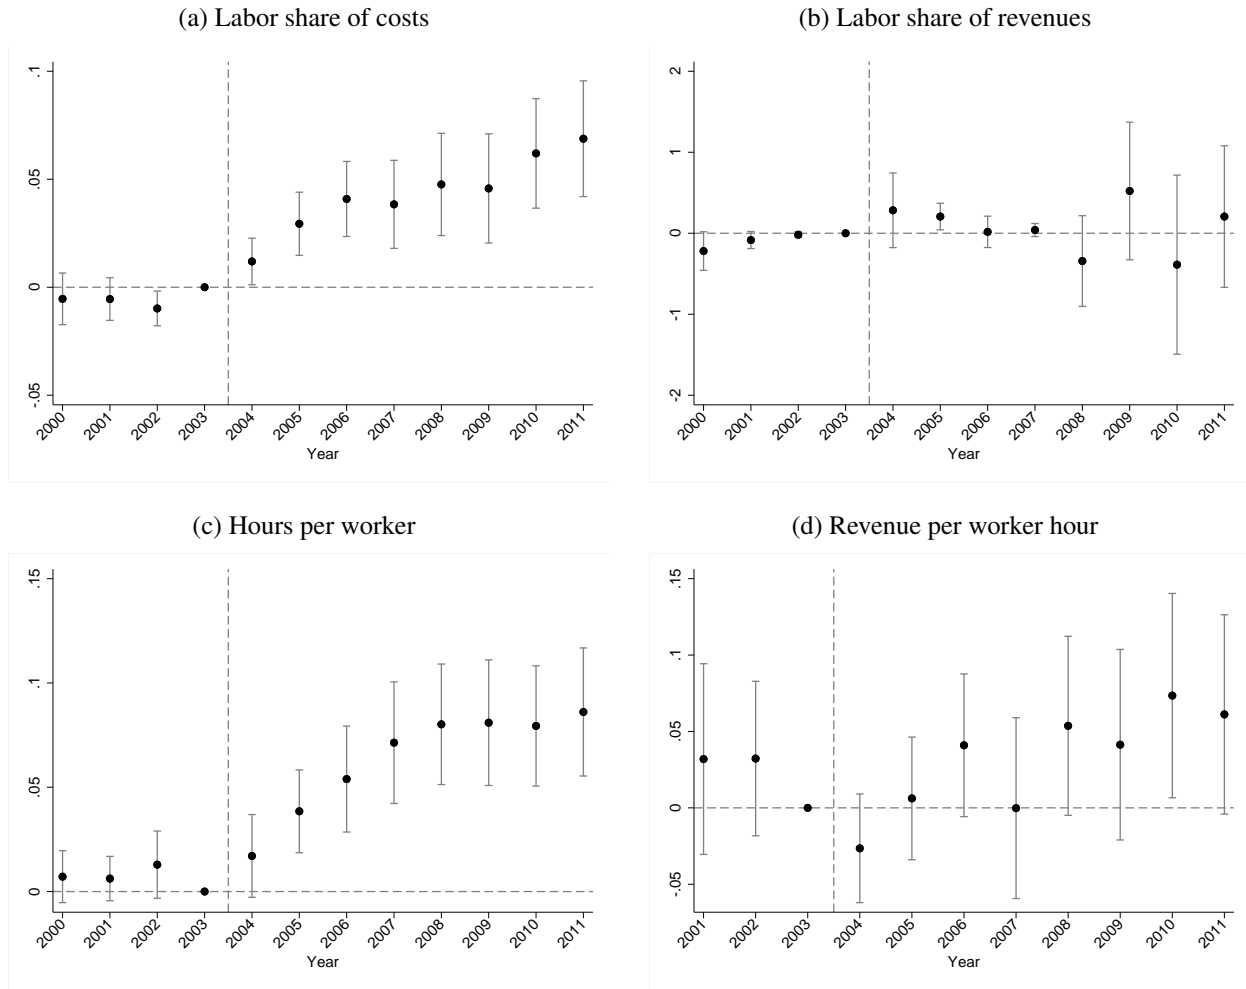 (a) Labor share of costs
.1
.05
0
-.05
2000 2001 2002 2003 2004 2005 2006 2007 2008 2009 2010 2011
Year
(b) Labor share of revenues
2
1
0
-1
-2
2000 2001 2002 2003 2004 2005 2006 2007 2008 2009 2010 2011
Year
(c) Hours per worker
.15
.1
.05
0
2000 2001 2002 2003 2004 2005 2006 2007 2008 2009 2010 2011
Year
(d) Revenue per worker hour
.15
.1
.05
0
-.05
2001 2002 2003 2004 2005 2006 2007 2008 2009 2010 2011
Year